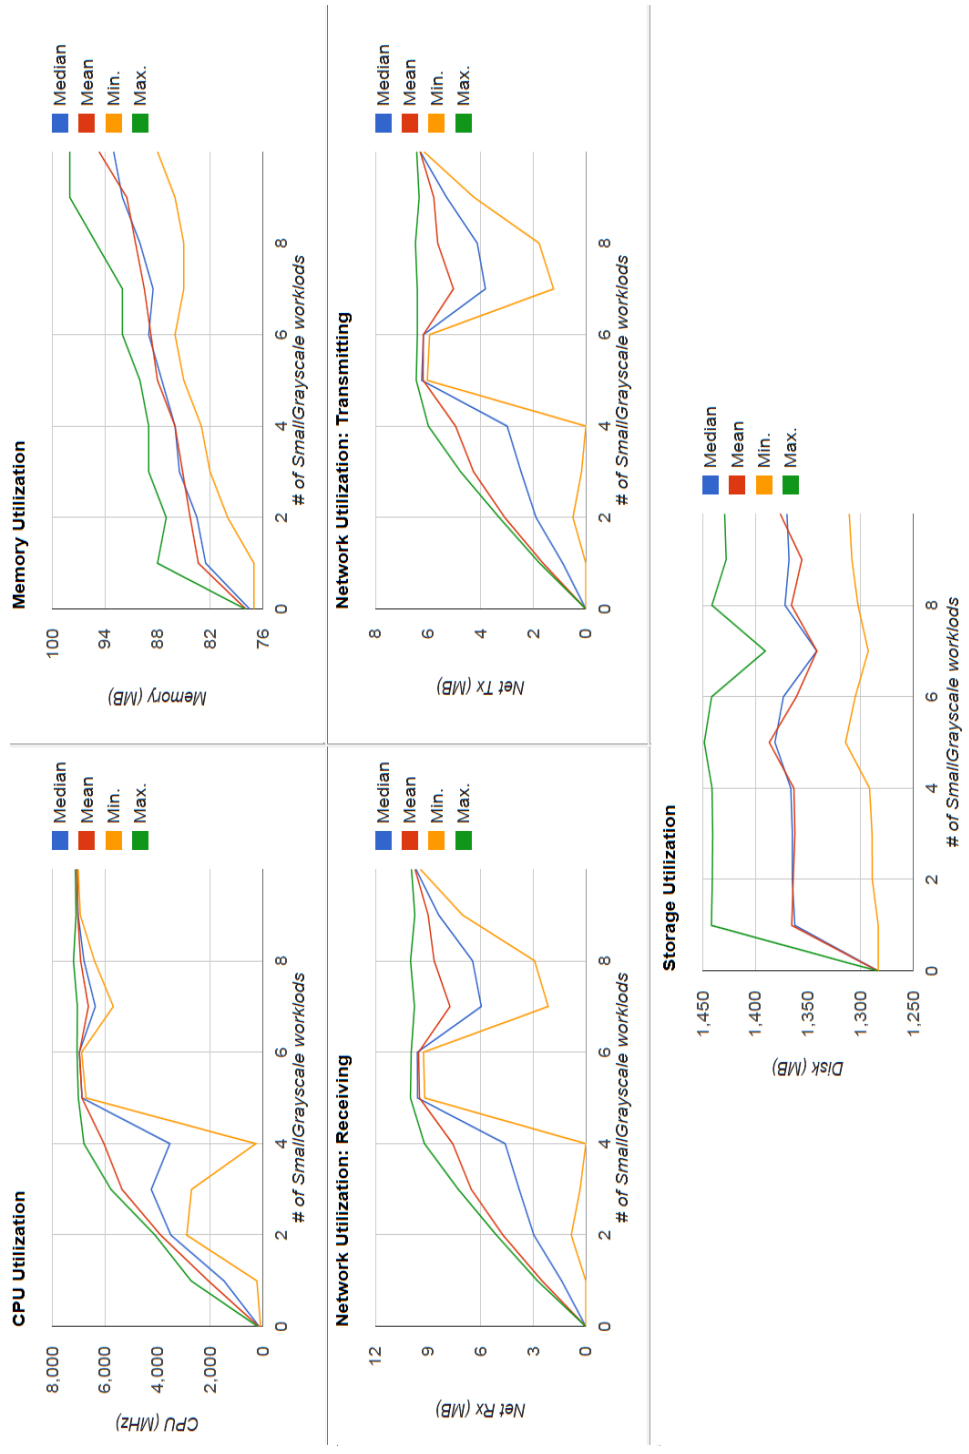 CPU Utilization
CPU (MHz)
8,000
6,000
4,000
2,000
0
0
2
4
6
8
# of SmallGrayscale worklods
Median
Mean
Min.
Max.
Memory Utilization
Memory (MB)
100
94
88
82
76
0
2
4
6
8
# of SmallGrayscale worklods
Median
Mean
Min.
Max.
Network Utilization: Receiving
Net Rx (MB)
12
9
6
3
0
0
2
4
6
8
# of SmallGrayscale worklods
Median
Mean
Min.
Max.
Network Utilization: Transmitting
Net Tx (MB)
8
6
4
2
0
0
2
4
6
8
# of SmallGrayscale worklods
Median
Mean
Min.
Max.
Storage Utilization
Disk (MB)
1,450
1,400
1,350
1,300
1,250
0
2
4
6
8
# of SmallGrayscale worklods
Median
Mean
Min.
Max.